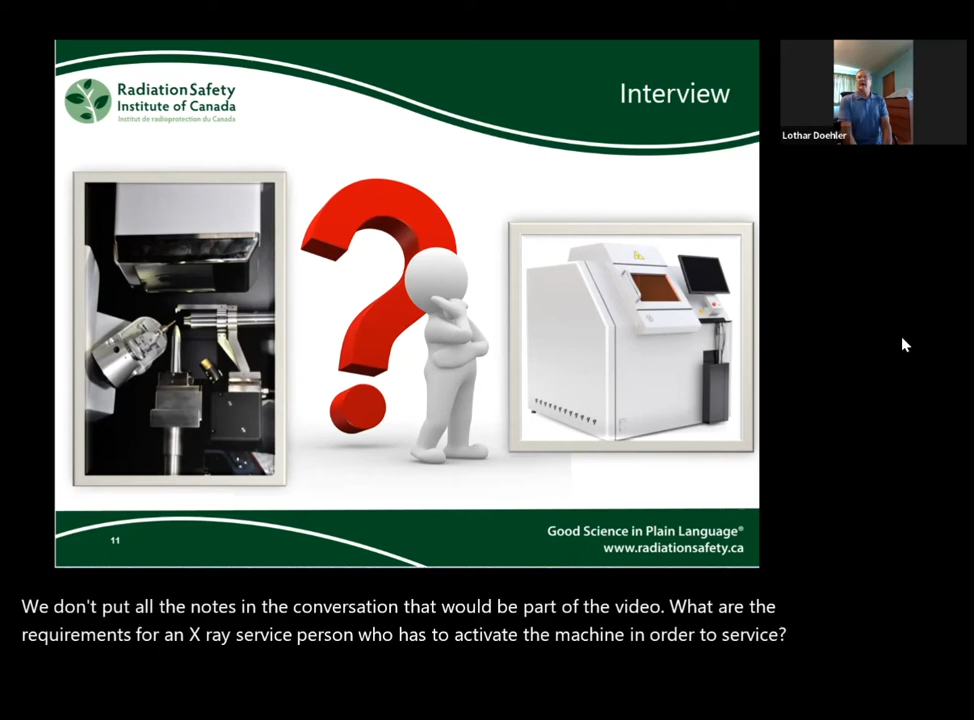 Radiation Safety
Institute of Canada
Institut de radioprotection du Canada
Interview
Lothar Doehler
11
Good Science in Plain Language®
www.radiationsafety.ca
We don't put all the notes in the conversation that would be part of the video. What are the
requirements for an X ray service person who has to activate the machine in order to service?